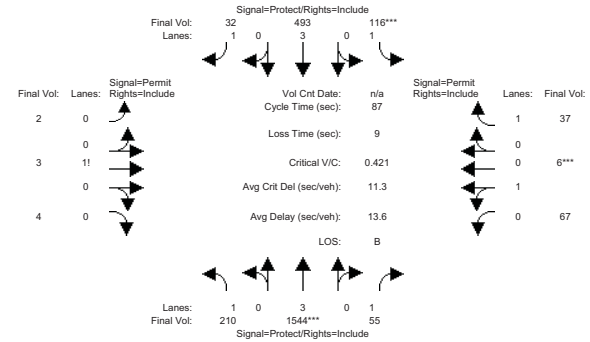 Signal=Protect/Rights=Include
Final Vol: 32 493 116***
Lanes: 1 0 3 0 1
Signal=Permit Signal=Permit
Final Vol: Lanes: Rights=Include Vol Cnt Date: n/a Rights=Include Lanes: Final Vol:
Cycle Time (sec): 87
2 0 1 37
Loss Time (sec): 9
0 0
3 1! Critical V/C: 0.421 0 6***
0 Avg Crit Del (sec/veh): 11.3 1
4 0 Avg Delay (sec/veh): 13.6 0 67
LOS: B
Lanes: 1 0 3 0 1
Final Vol: 210 1544*** 55
Signal=Protect/Rights=Include